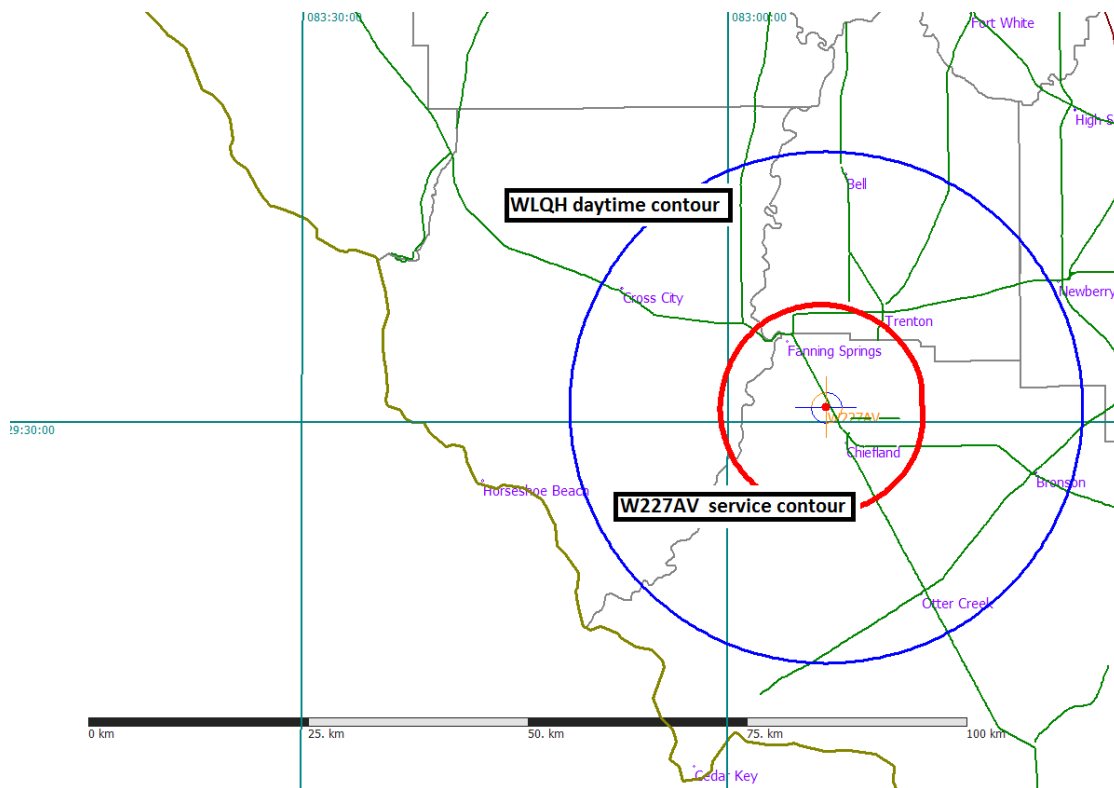 083:30:00
083:00:00
Fort White
High S
WLQH daytime contour
Bell
Cross City
Newberry
Trenton
Fanning Springs
W227AV
29:30:00
Chiefland
Horseshoe Beach
Bronson
W227AV service contour
Otter Creek
0 km
25. km
50. km
75. km
100 km
Cedar Key